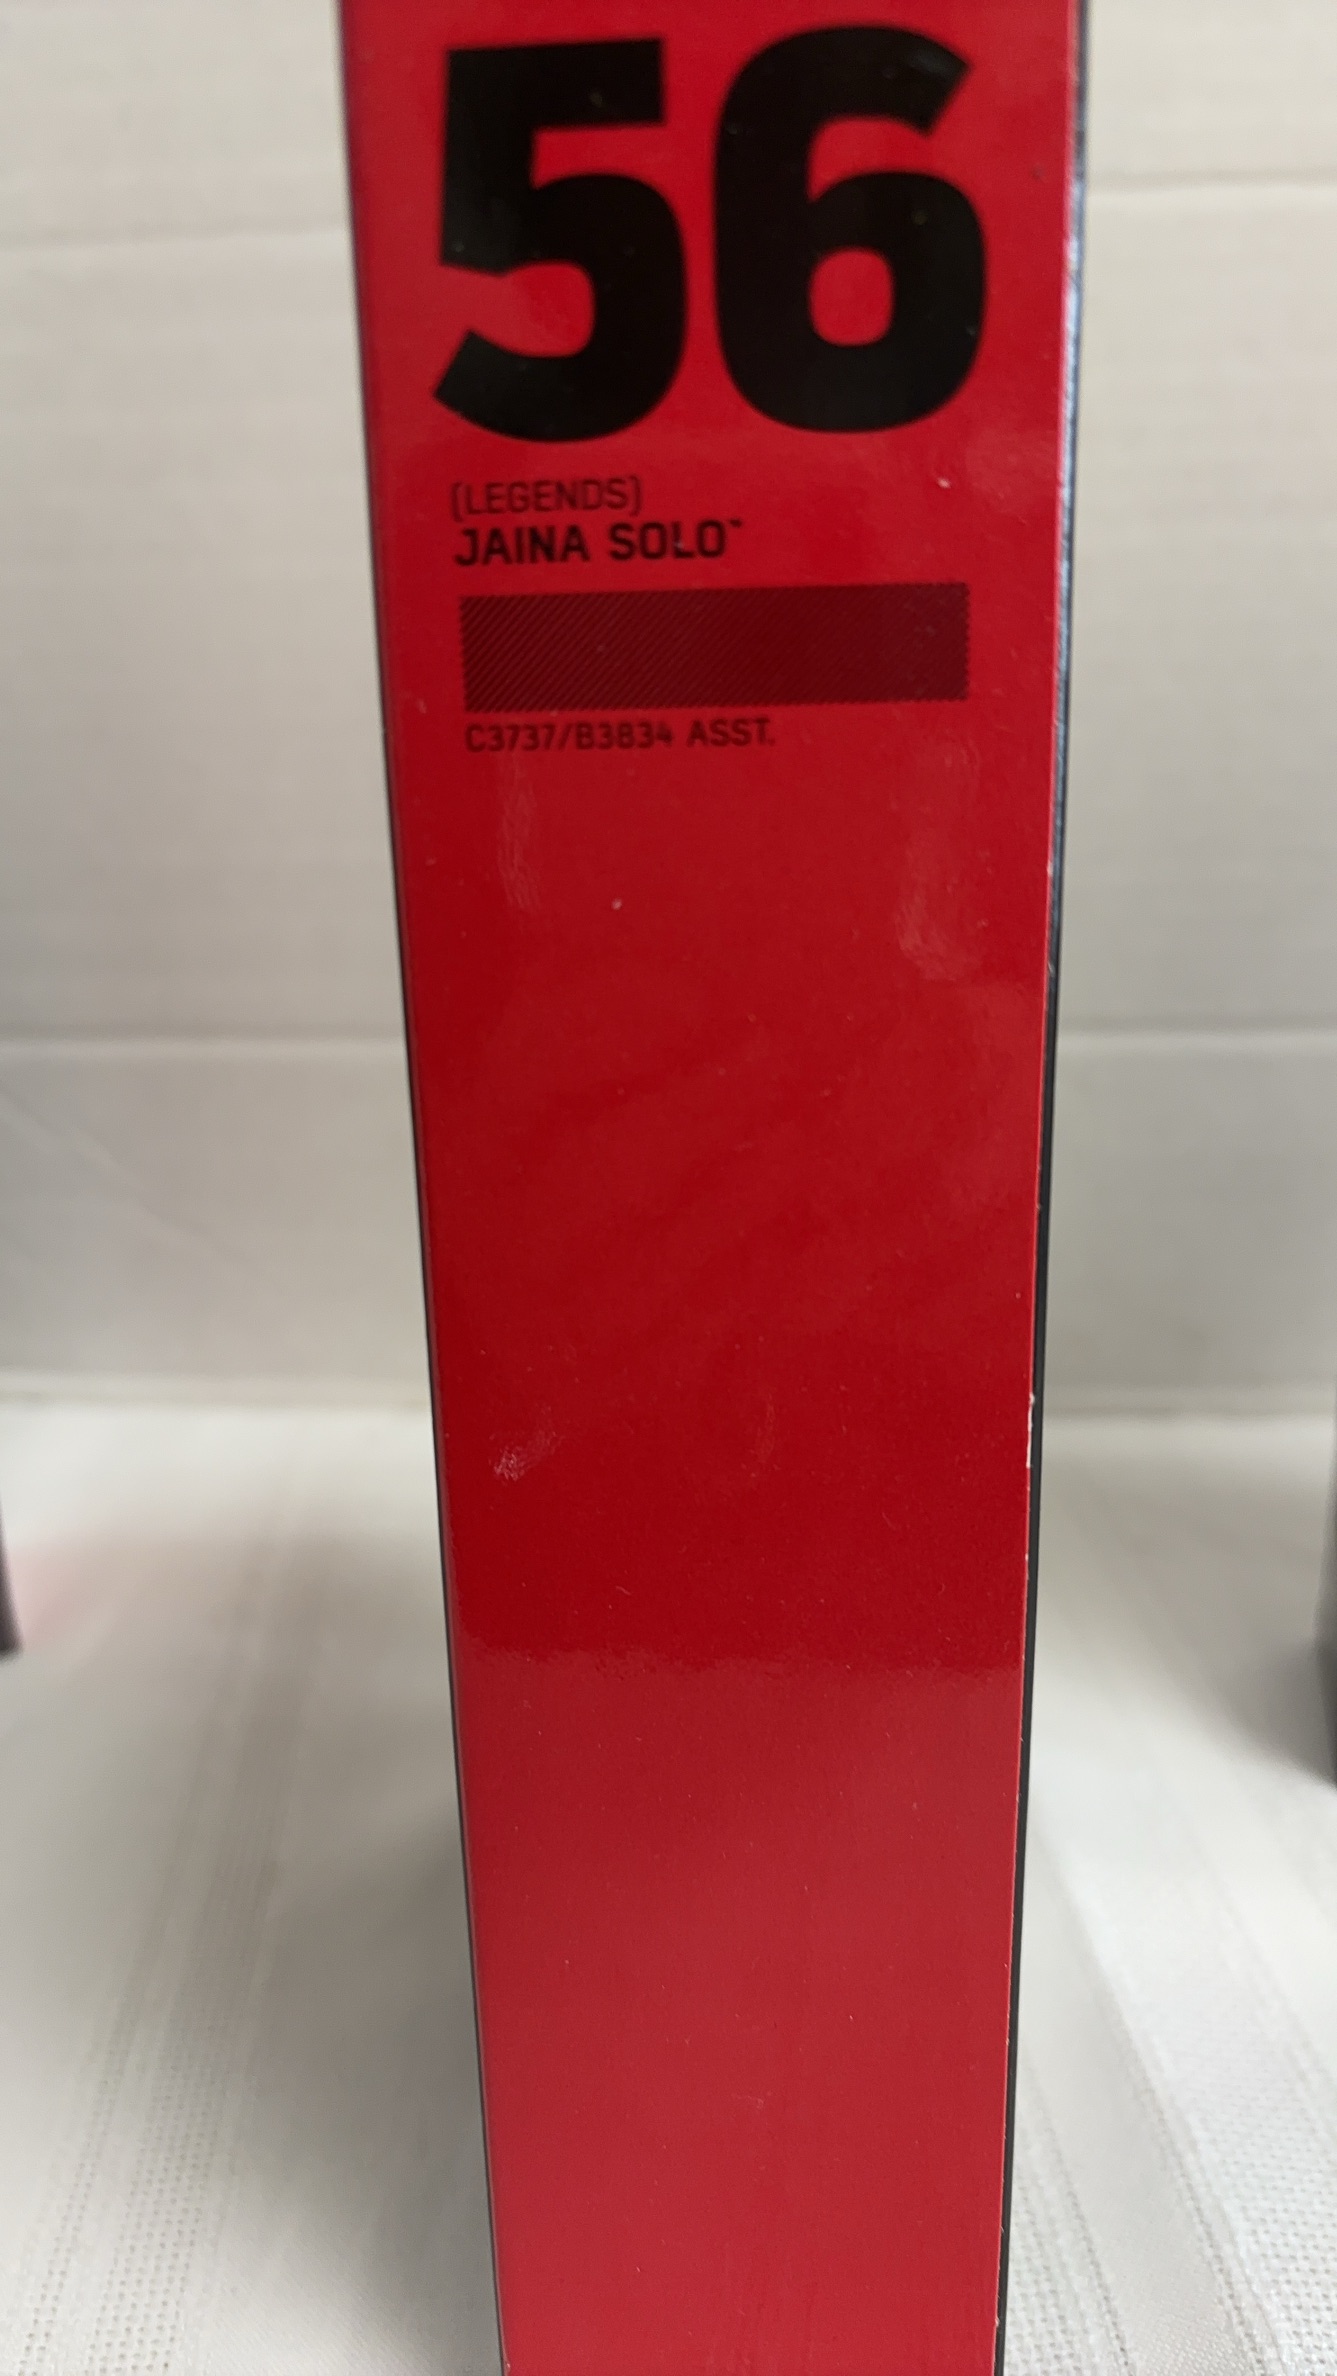 56
(LEGENDS)
JAINA SOLO™
C3737/B3834 ASST.